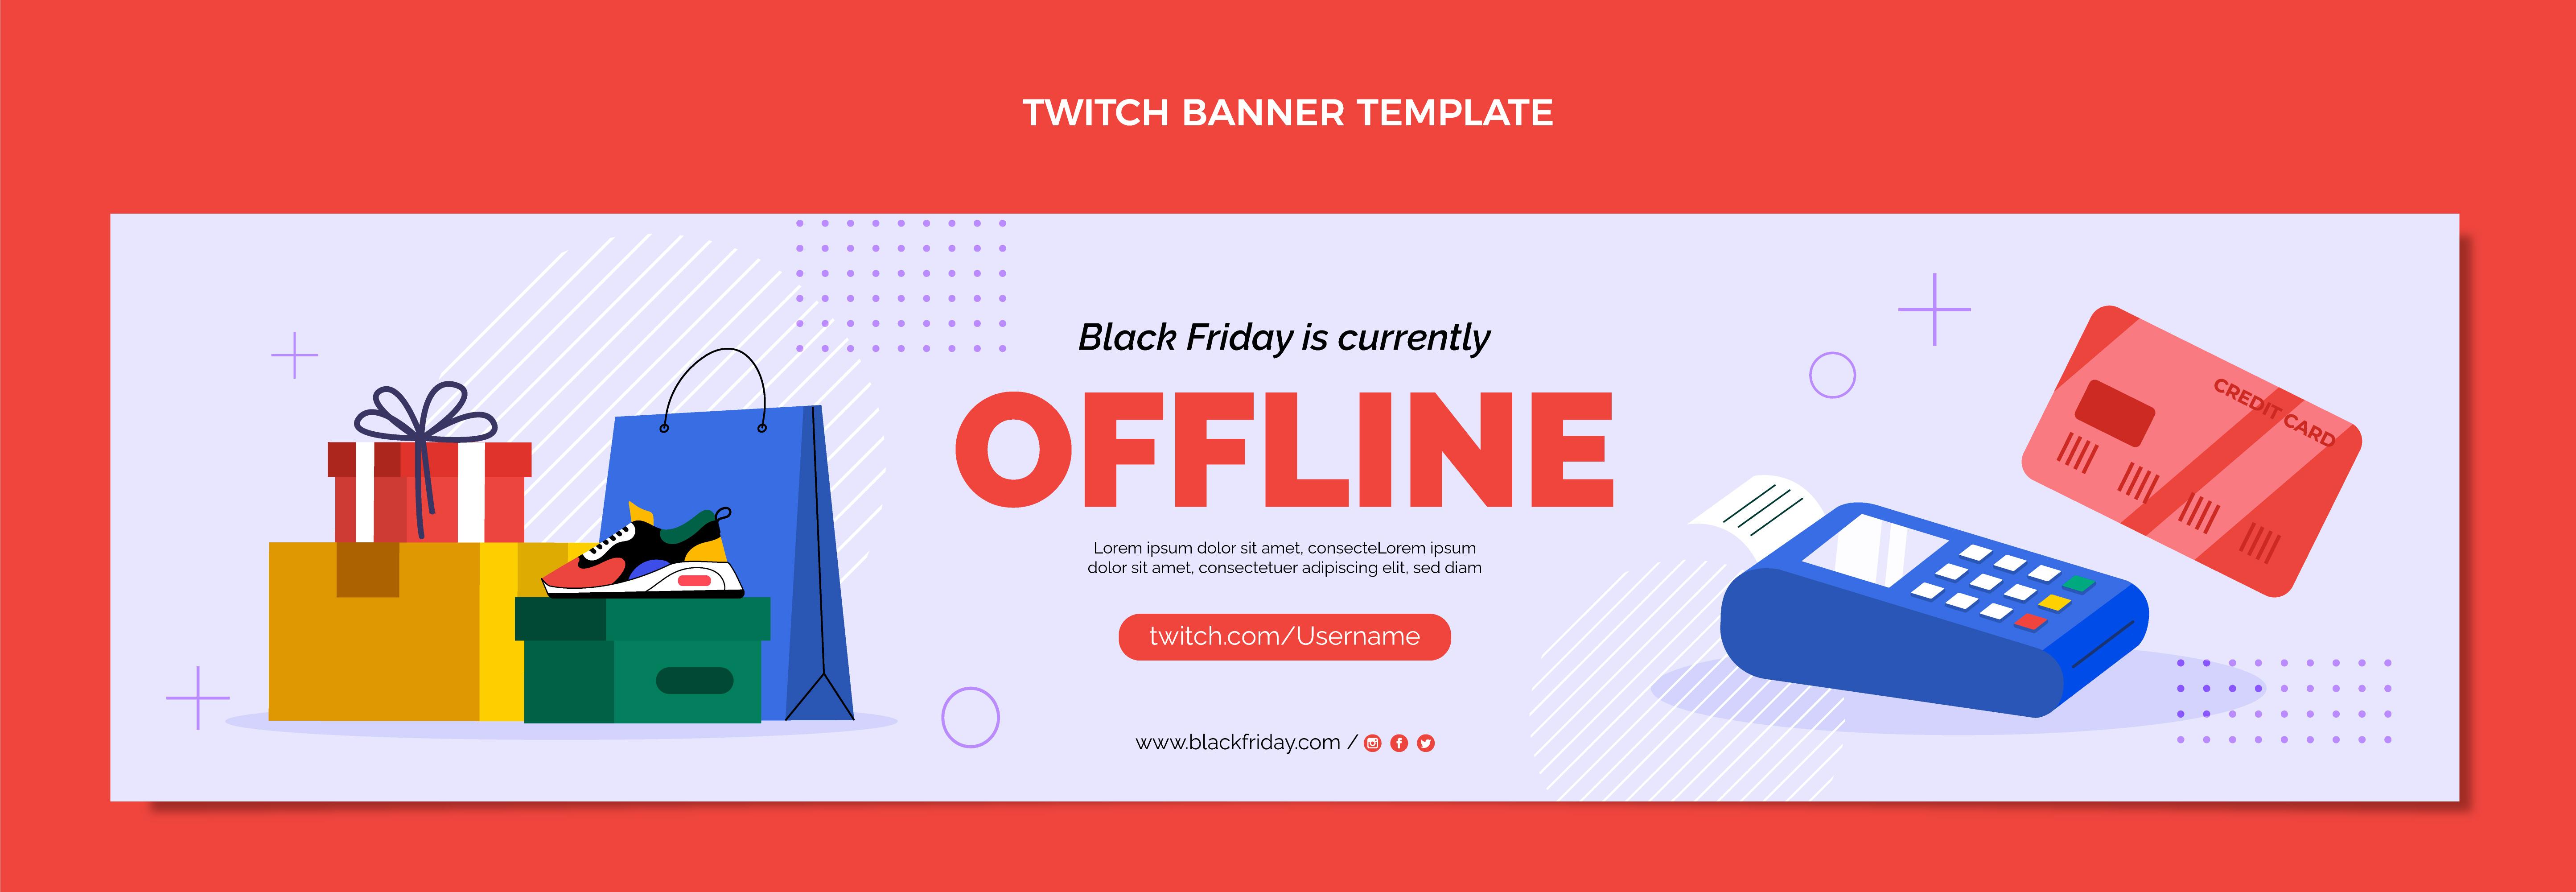 TWITCH BANNER TEMPLATE
Black Friday is currently
OFFLINE
Lorem ipsum dolor sit amet, consecteLorem ipsum
dolor sit amet, consectetuer adipiscing elit, sed diam
twitch.com/Username
www.blackfriday.com /
CREDIT CARD